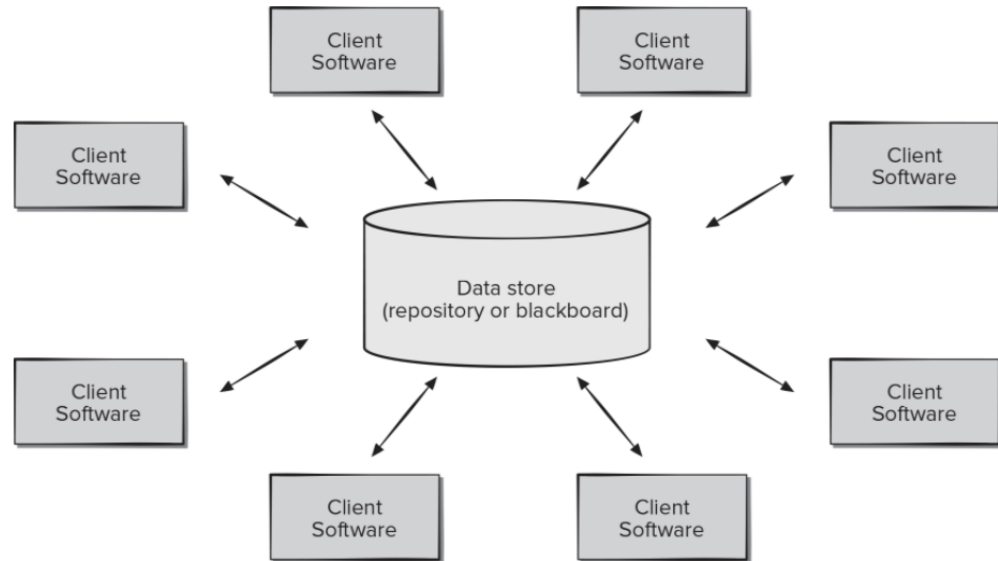 Client
Software
Client
Software
Client
Software
Client
Software
Data store
(repository or blackboard)
Client
Software
Client
Software
Client
Software
Client
Software